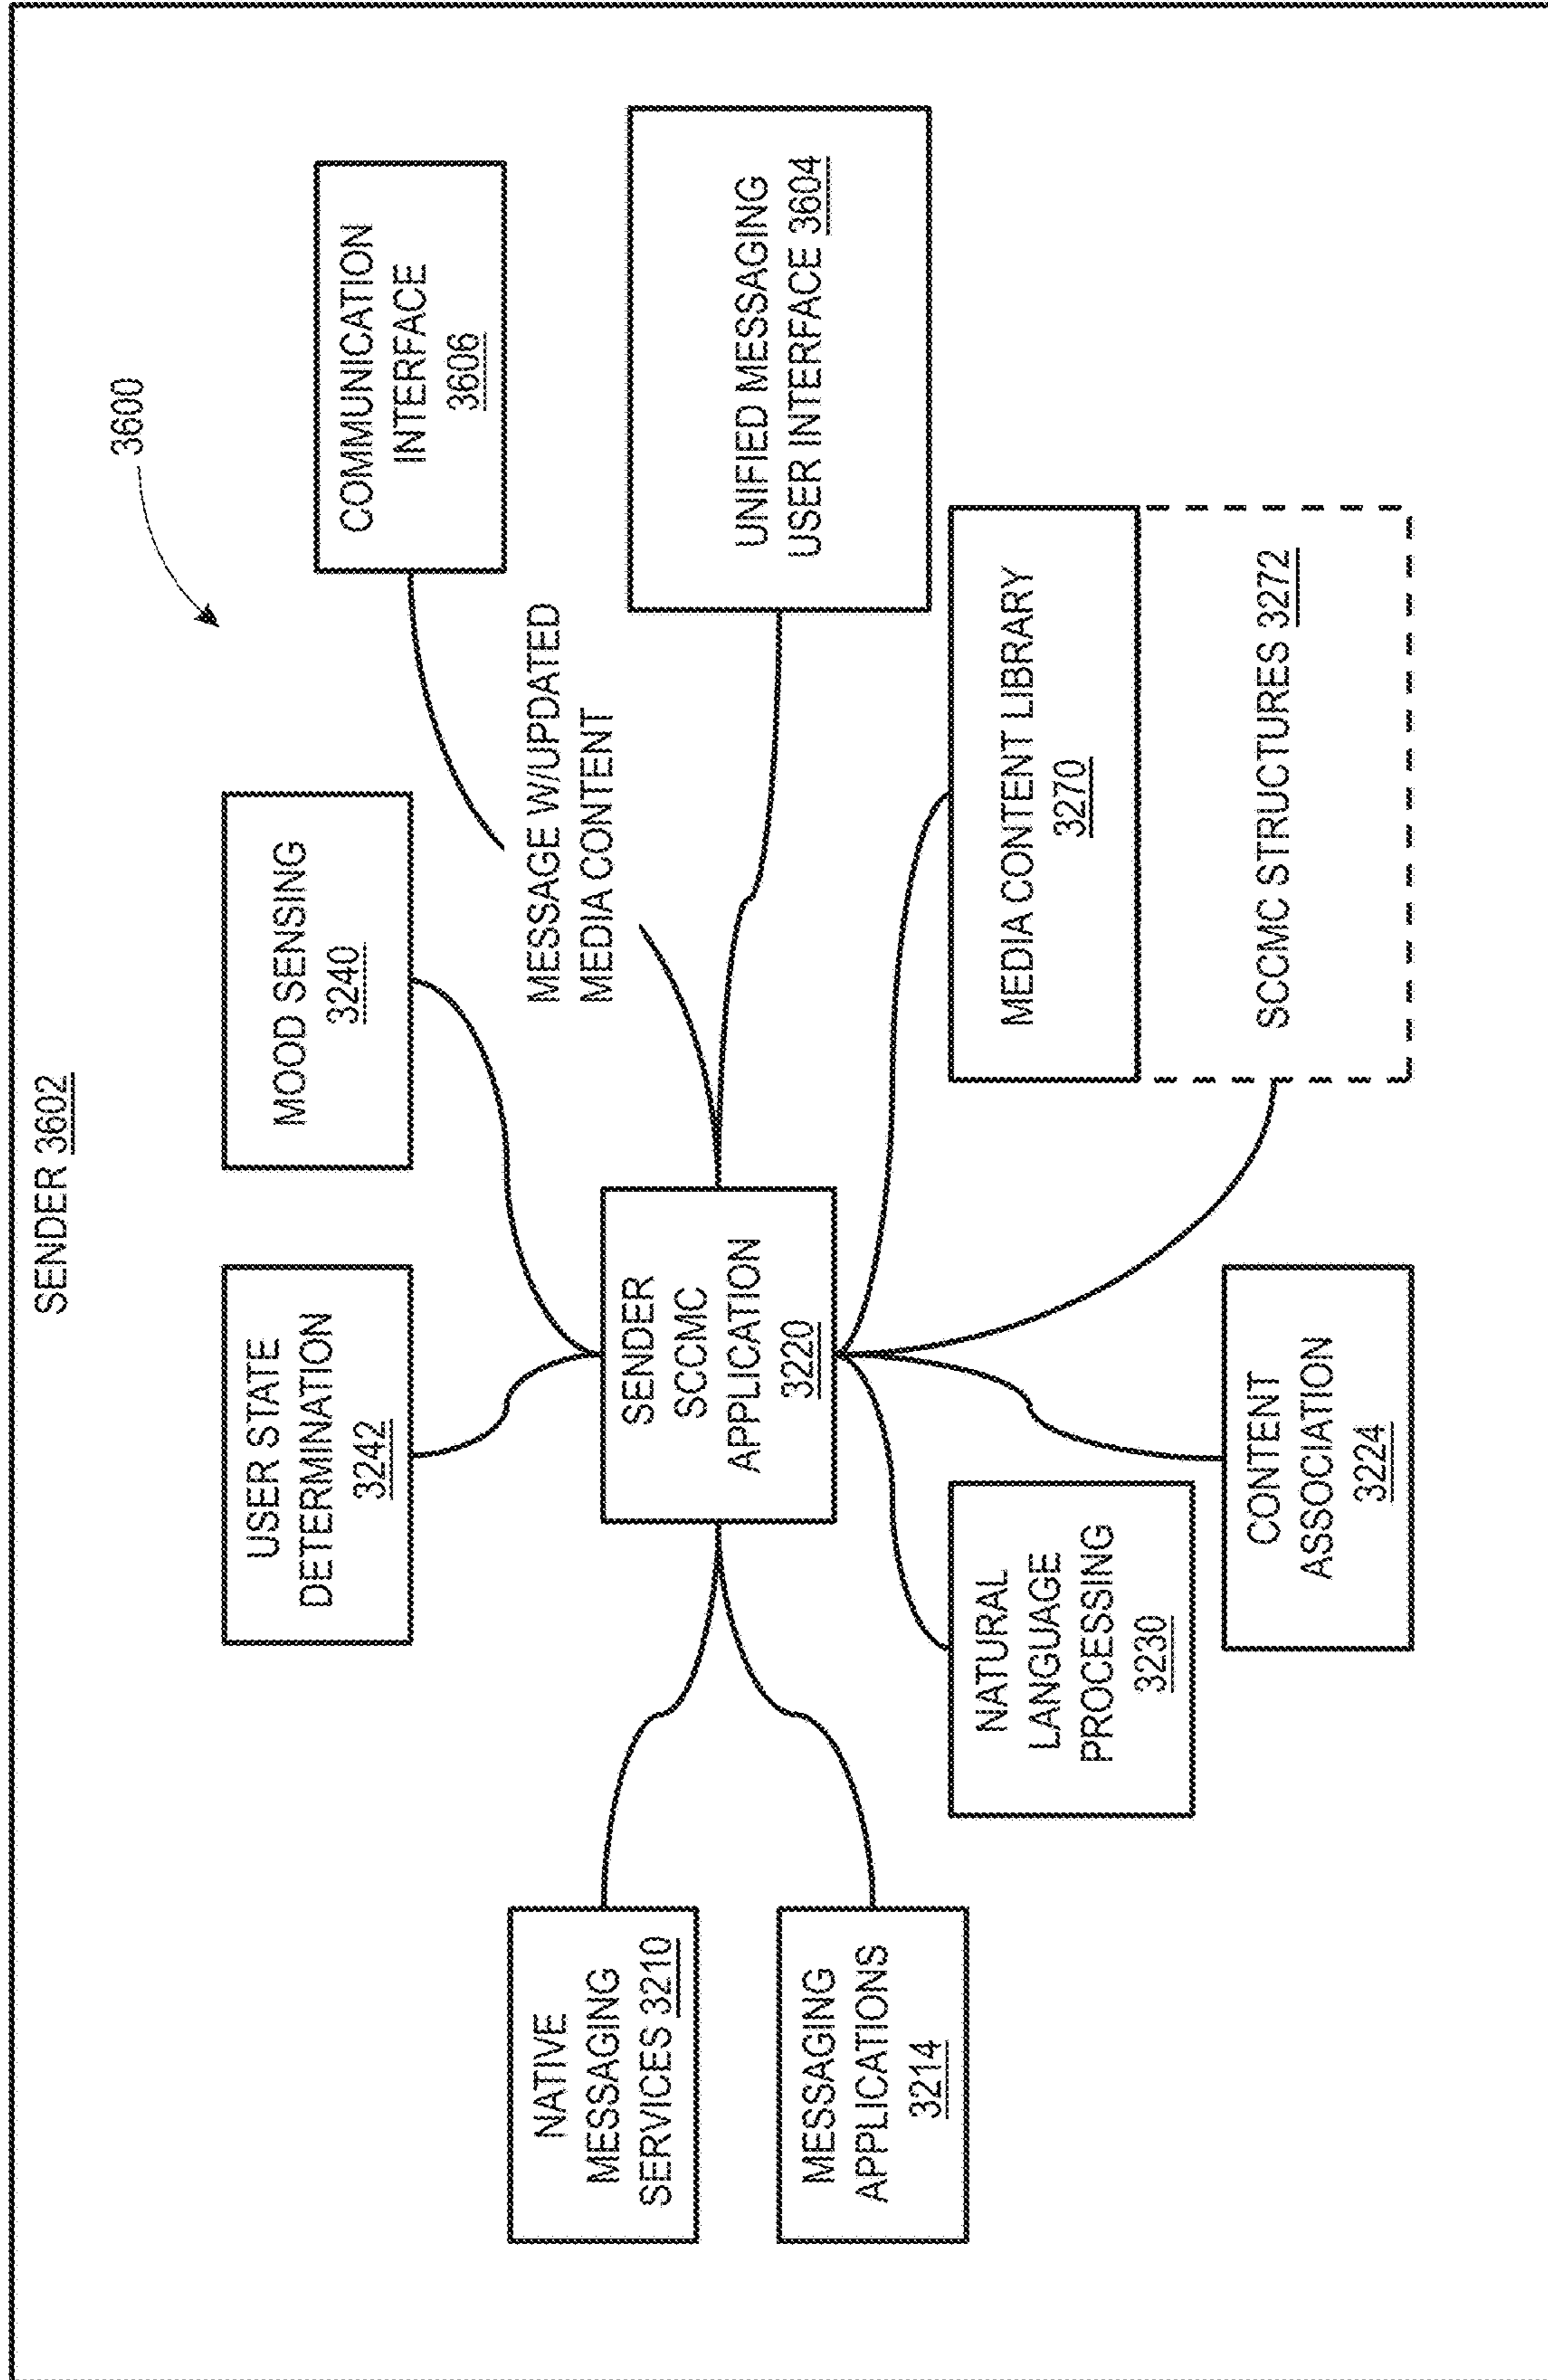 SENDER 3602
3600
USER STATE
DETERMINATION
3242
MOOD SENSING
3240
COMMUNICATION
INTERFACE
3606
NATIVE
MESSAGING
SERVICES 3210
SENDER
SCCMC
APPLICATION
3220
MESSAGE W/UPDATED
MEDIA CONTENT
UNIFIED MESSAGING
USER INTERFACE 3604
MESSAGING
APPLICATIONS
3214
NATURAL
LANGUAGE
PROCESSING
3230
MEDIA CONTENT LIBRARY
3270
CONTENT
ASSOCIATION
3224
SCCMC STRUCTURES 3272